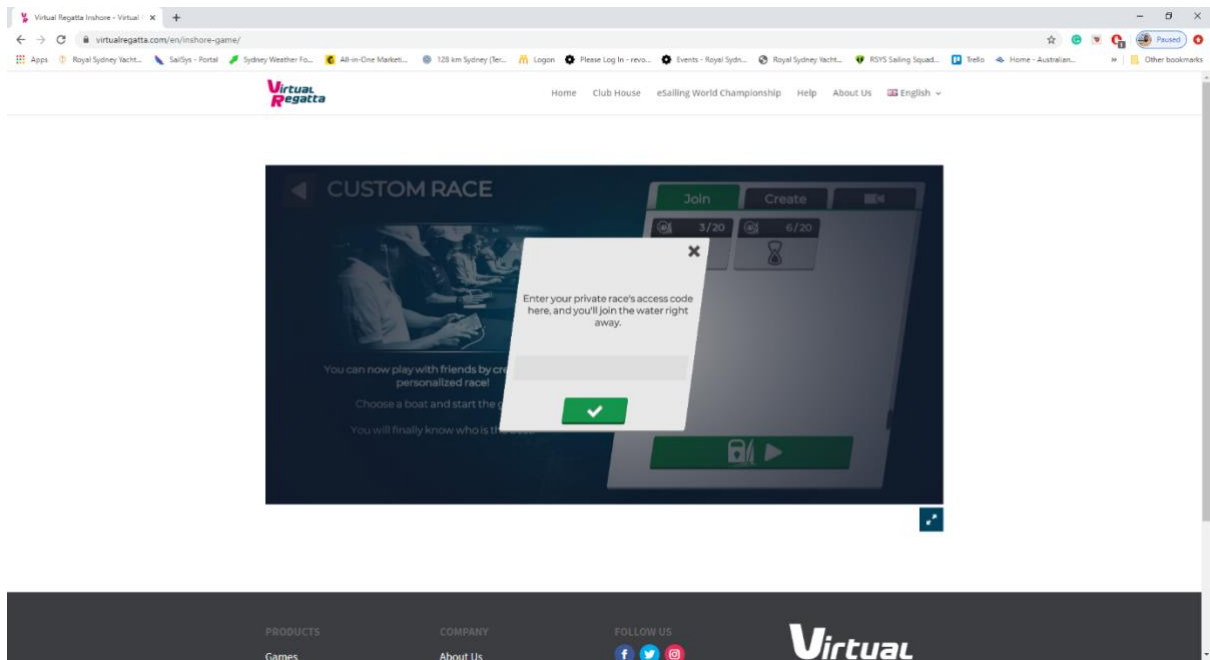 Virtual Regatta Inshore - Virtual
virtualregatta.com/en/inshore-game/
Paused
Apps Royal Sydney Yacht... SailSys - Portal Sydney Weather Fo... All-in-One Marketi... 128 km Sydney (Ter... Logon Please Log In - revo... Events - Royal Sydn... Royal Sydney Yacht... RSYS Sailing Squad... Trello Home - Australian... Other bookmarks
Virtual Regatta
Home Club House eSailing World Championship Help About Us English
CUSTOM RACE
Join Create
3/20 6/20
Enter your private race's access code
here, and you'll join the water right
away.
You can now play with friends by cre
personalized race!
Choose a boat and start the g
You will finally know who is th
PRODUCTS COMPANY FOLLOW US
Games About Us
Virtual